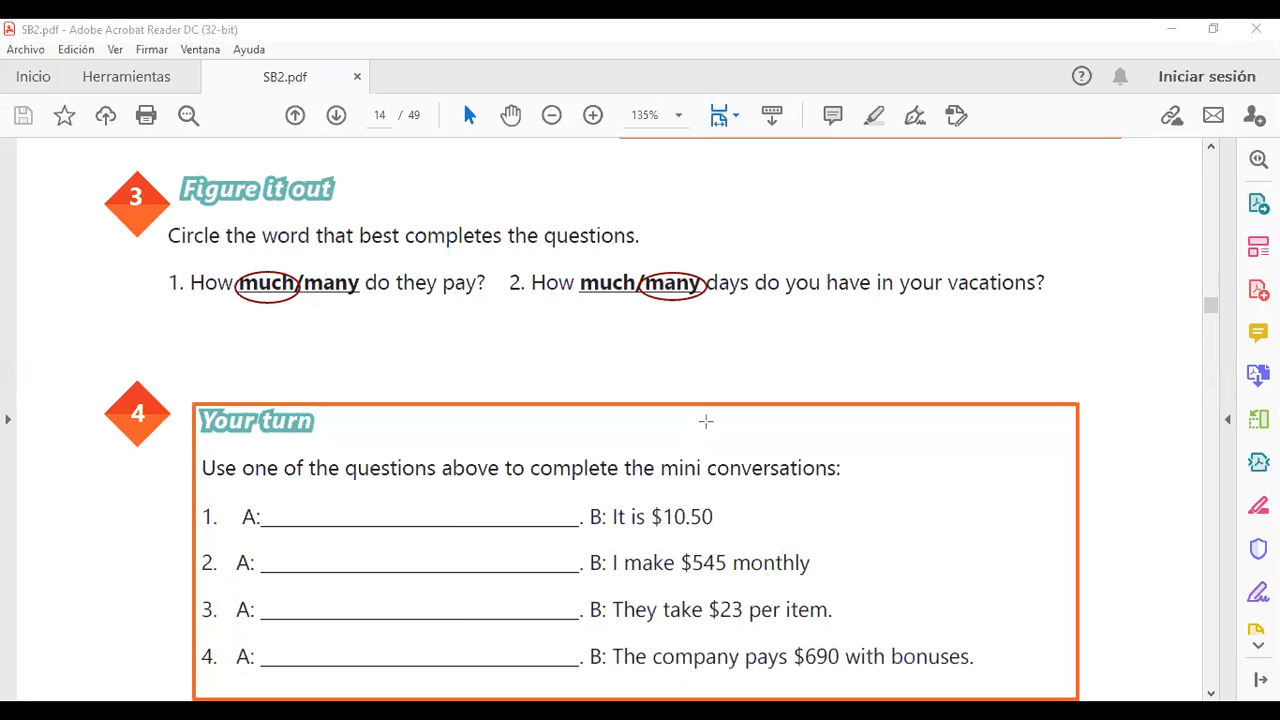 SB2.pdf - Adobe Acrobat Reader DC (32-bit)
Archivo Edición Ver Firmar Ventana Ayuda
Inicio Herramientas SB2.pdf × Iniciar sesión
14 / 49 135%
3 Figure it out
Circle the word that best completes the questions.
1. How much/many do they pay? 2. How much/many days do you have in your vacations?
4 Your turn
Use one of the questions above to complete the mini conversations:
1. A:______________________________. B: It is $10.50
2. A: ______________________________. B: I make $545 monthly
3. A: ______________________________. B: They take $23 per item.
4. A: ______________________________. B: The company pays $690 with bonuses.